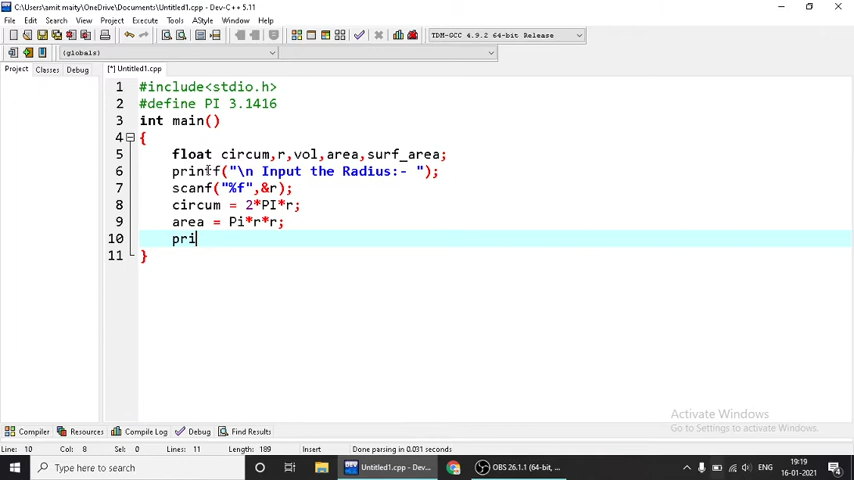 C:\Users\smit maity\OneDrive\Documents\Untitled1.cpp - Dev-C++ 5.11
File Edit Search View Project Execute Tools AStyle Window Help
TDM-GCC 4.9.2 64-bit Release
(globals)
Project Classes Debug
[*] Untitled1.cpp
1 #include<stdio.h>
2 #define PI 3.1416
3 int main()
4 {
5 float circum,r,vol,area,surf_area;
6 printf("\n Input the Radius:- ");
7 scanf("%f",&r);
8 circum = 2*PI*r;
9 area = Pi*r*r;
10 pri
11 }
Activate Windows
Go to Settings to activate Windows.
Compiler Resources Compile Log Debug Find Results
Line: 10 Col: 8 Sel: 0 Lines: 11 Length: 189 Insert Done parsing in 0.031 seconds
Type here to search
Untitled1.cpp - Dev...
OBS 26.1.1 (64-bit, ...
ENG
19:19
16-01-2021